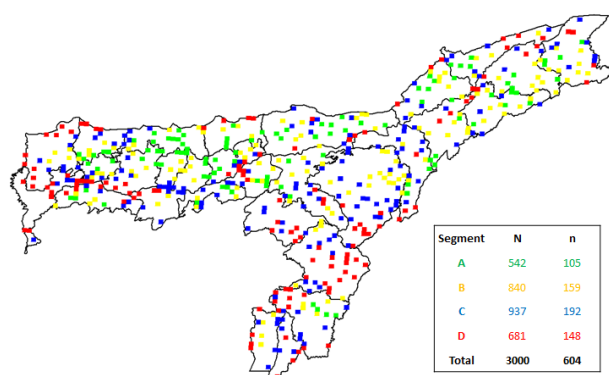 Segment N n
A 542 105
B 840 159
C 937 192
D 681 148
Total 3000 604